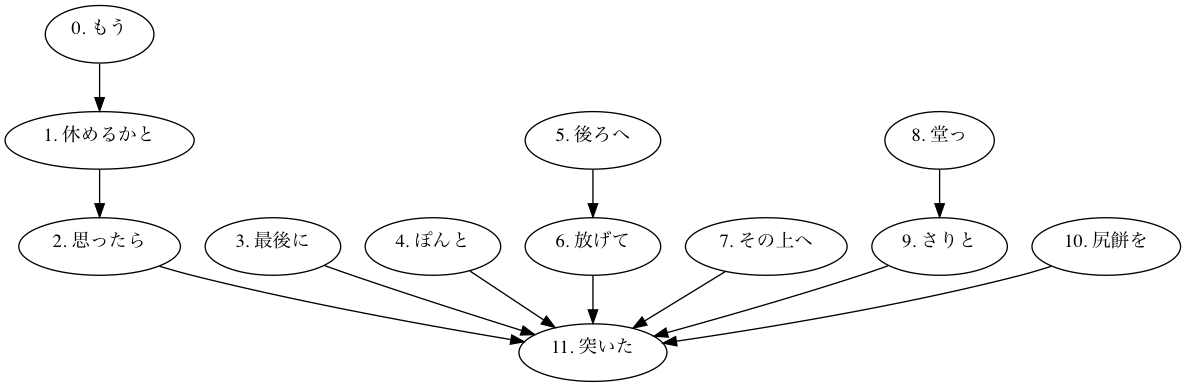 0. もう
1. 休めるかと
5. 後ろへ
8. 堂っ
2. 思ったら
3. 最後に
4. ぽんと
6. 放げて
7. その上へ
9. さりと
10. 尻餅を
11. 突いた